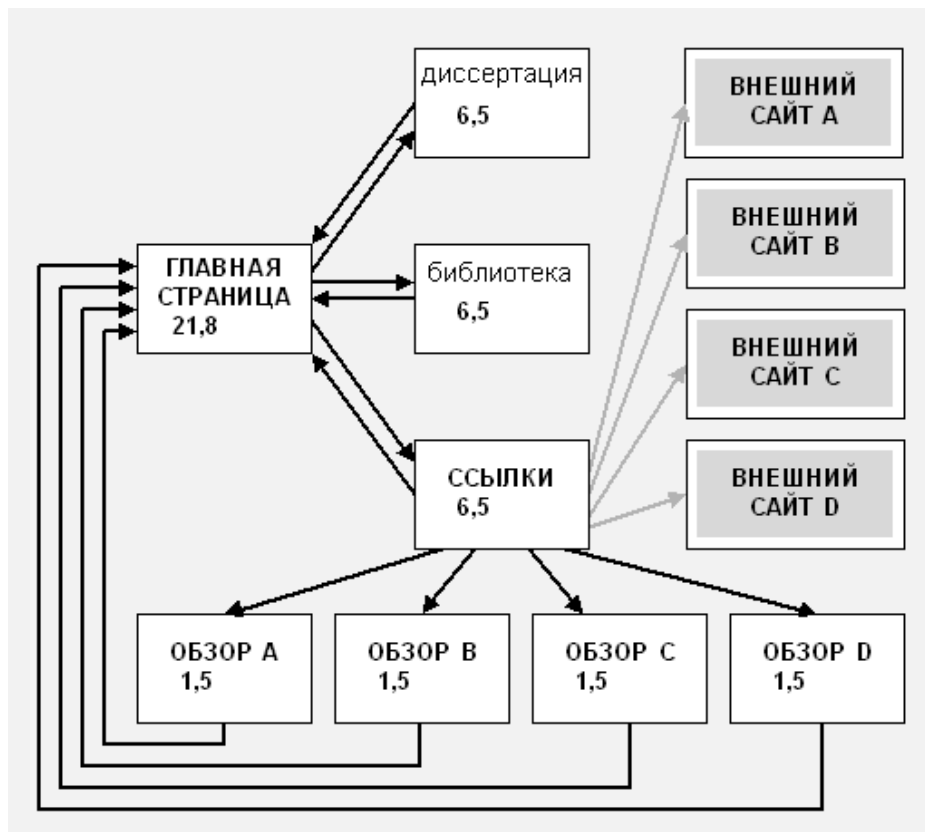 диссертация
6,5
ВНЕШНИЙ
САЙТ A
ВНЕШНИЙ
САЙТ B
ГЛАВНАЯ
СТРАНИЦА
21,8
библиотека
6,5
ВНЕШНИЙ
САЙТ C
ССЫЛКИ
6,5
ВНЕШНИЙ
САЙТ D
ОБЗОР A
1,5
ОБЗОР B
1,5
ОБЗОР C
1,5
ОБЗОР D
1,5